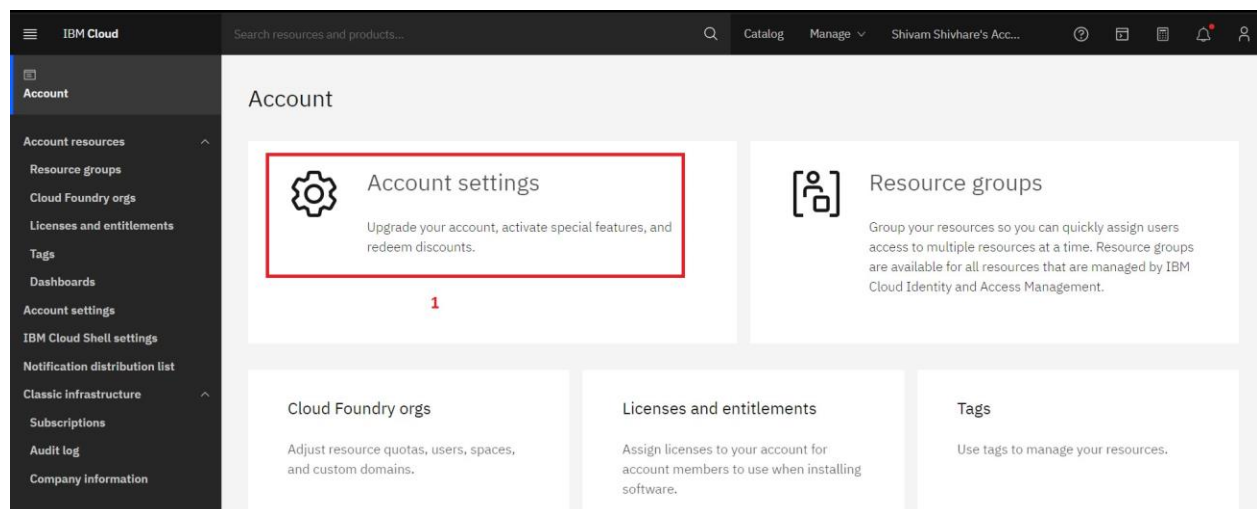 IBM Cloud
Search resources and products...
Catalog
Manage
Shivam Shivhare's Acc...
Account
Account resources
Resource groups
Cloud Foundry orgs
Licenses and entitlements
Tags
Dashboards
Account settings
IBM Cloud Shell settings
Notification distribution list
Classic infrastructure
Subscriptions
Audit log
Company information
Account
Account settings
Upgrade your account, activate special features, and
redeem discounts.
1
Resource groups
Group your resources so you can quickly assign users
access to multiple resources at a time. Resource groups
are available for all resources that are managed by IBM
Cloud Identity and Access Management.
Cloud Foundry orgs
Adjust resource quotas, users, spaces,
and custom domains.
Licenses and entitlements
Assign licenses to your account for
account members to use when installing
software.
Tags
Use tags to manage your resources.